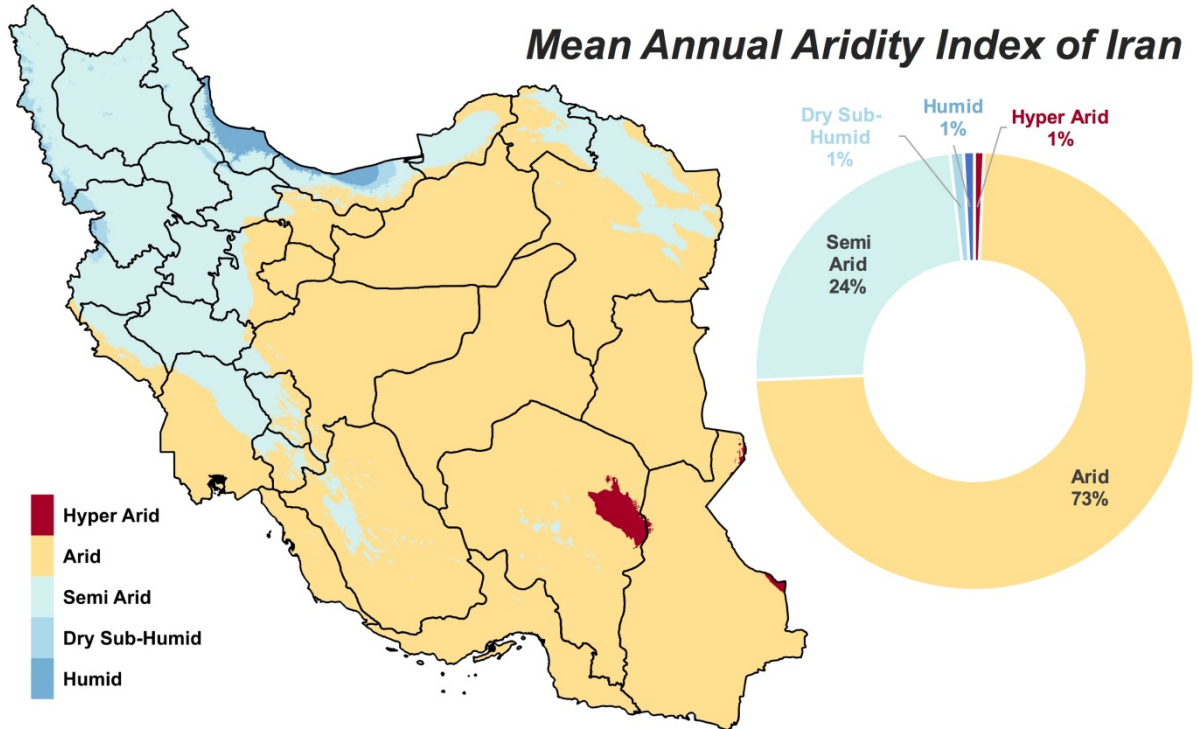 Mean Annual Aridity Index of Iran
Dry Sub-
Humid
1%
Humid
1%
Hyper Arid
1%
Semi
Arid
24%
Arid
73%
Hyper Arid
Arid
Semi Arid
Dry Sub-Humid
Humid